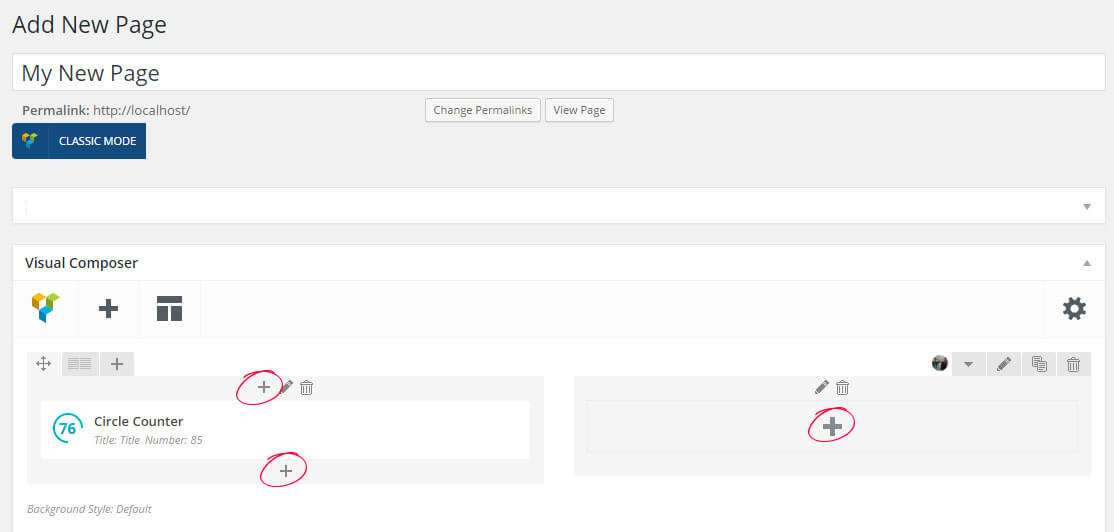 Add New Page
My New Page
Permalink: http://localhost/ Change Permalinks View Page
CLASSIC MODE
Visual Composer
76 Circle Counter
Title: Title Number: 85
Background Style: Default